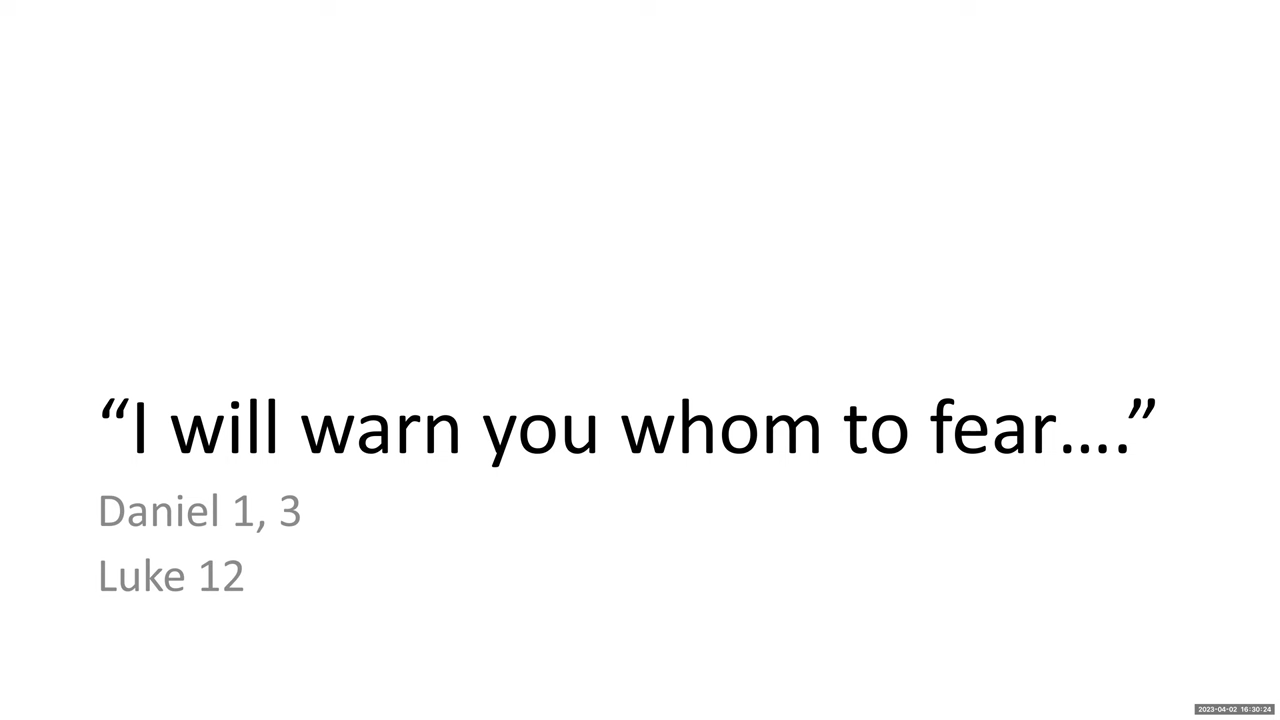 “I will warn you whom to fear….”
Daniel 1, 3
Luke 12
2023-04-02 16:30:24